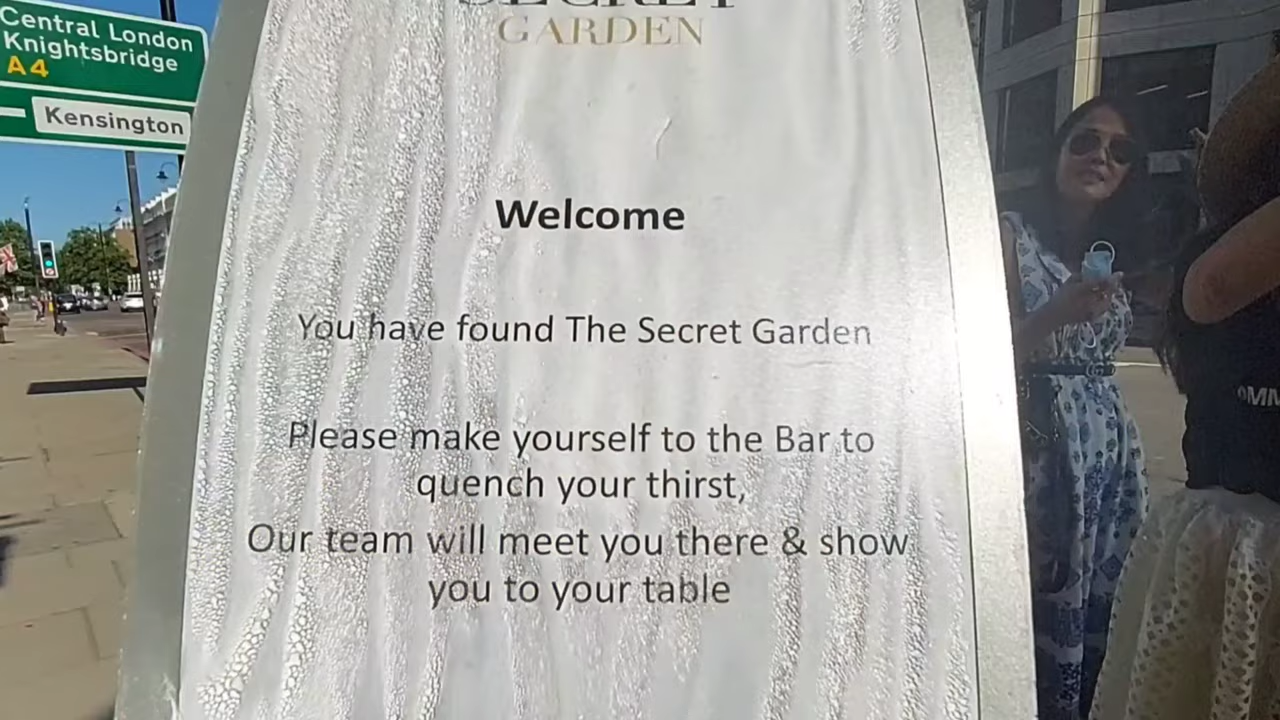 Central London
Knightsbridge
A4
Kensington
SECRET
GARDEN
Welcome
You have found The Secret Garden
Please make yourself to the Bar to
quench your thirst,
Our team will meet you there & show
you to your table